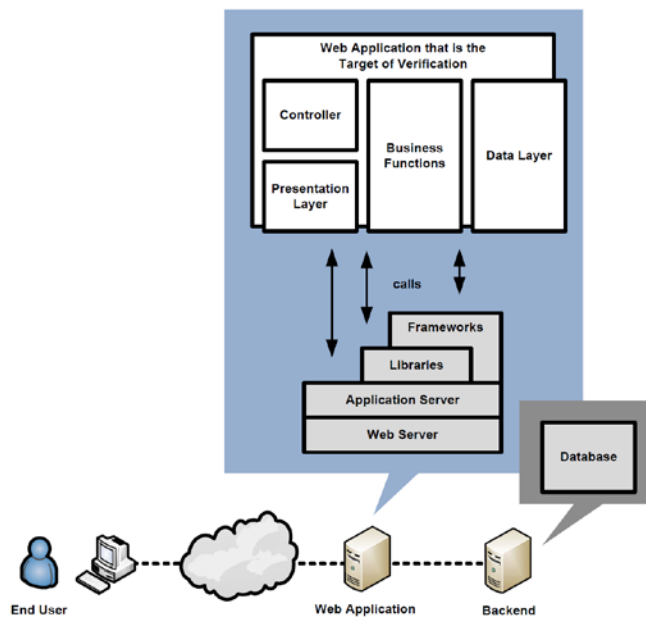 Web Application that is the
Target of Verification
Controller
Presentation
Layer
Business
Functions
Data Layer
calls
Frameworks
Libraries
Application Server
Web Server
Database
End User
Web Application
Backend